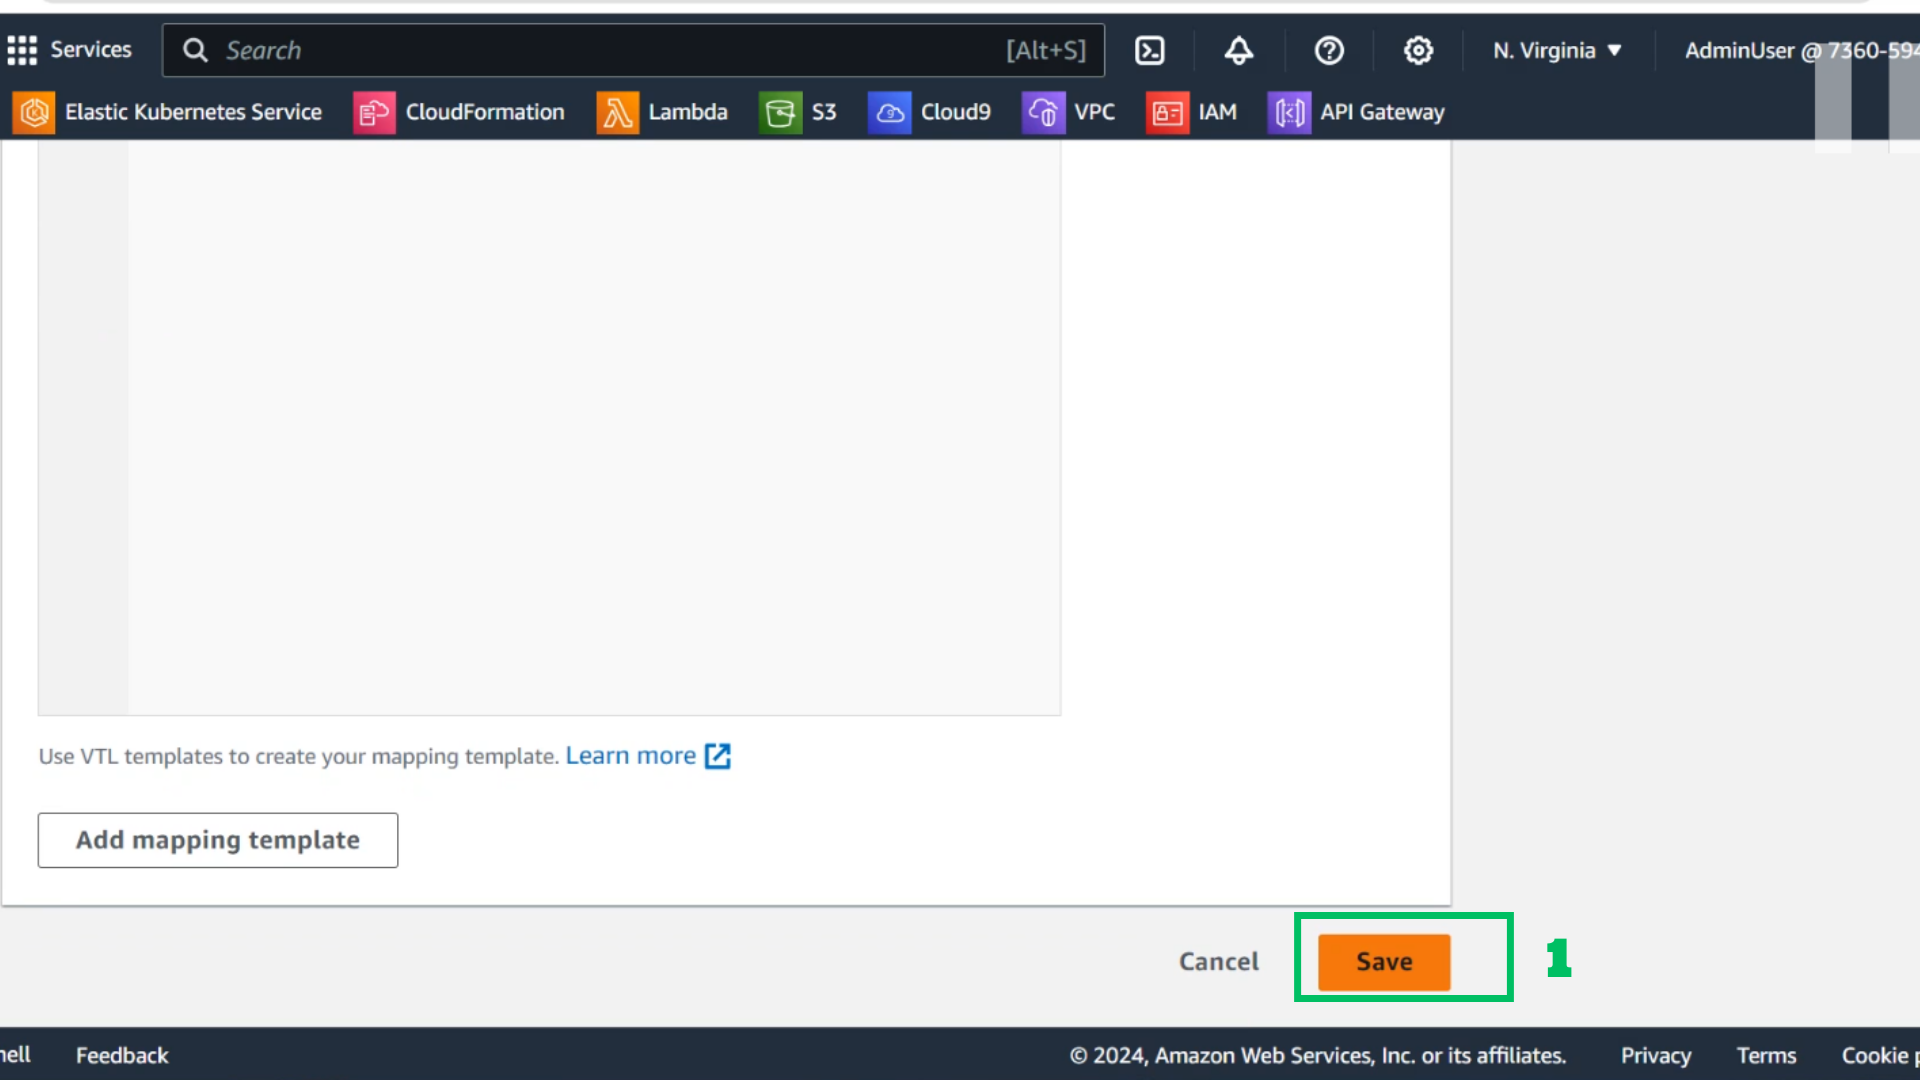 Services
Search [Alt+S]
N. Virginia
AdminUser @ 7360-594
Elastic Kubernetes Service
CloudFormation
Lambda
S3
Cloud9
VPC
IAM
API Gateway
Use VTL templates to create your mapping template. Learn more
Add mapping template
Cancel
Save
1
Feedback
© 2024, Amazon Web Services, Inc. or its affiliates.
Privacy
Terms
Cookie